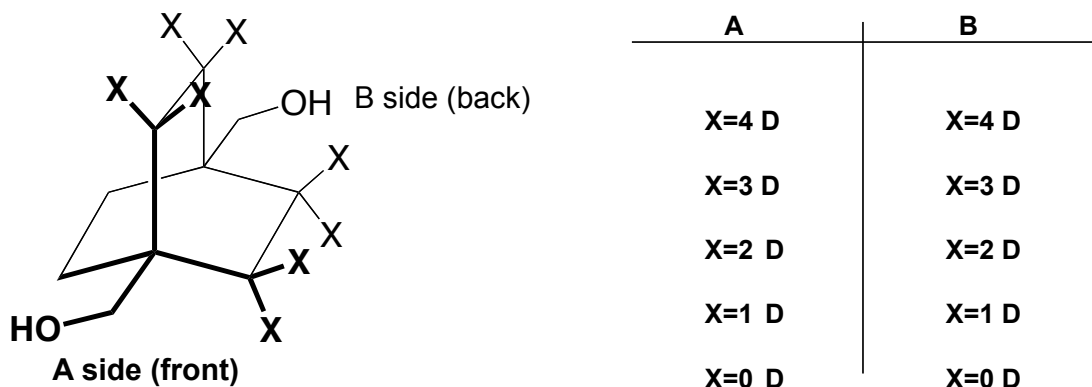 X X
X X
OH B side (back)
X
X
X
X
HO
A side (front)
A B
X=4 D X=4 D
X=3 D X=3 D
X=2 D X=2 D
X=1 D X=1 D
X=0 D X=0 D